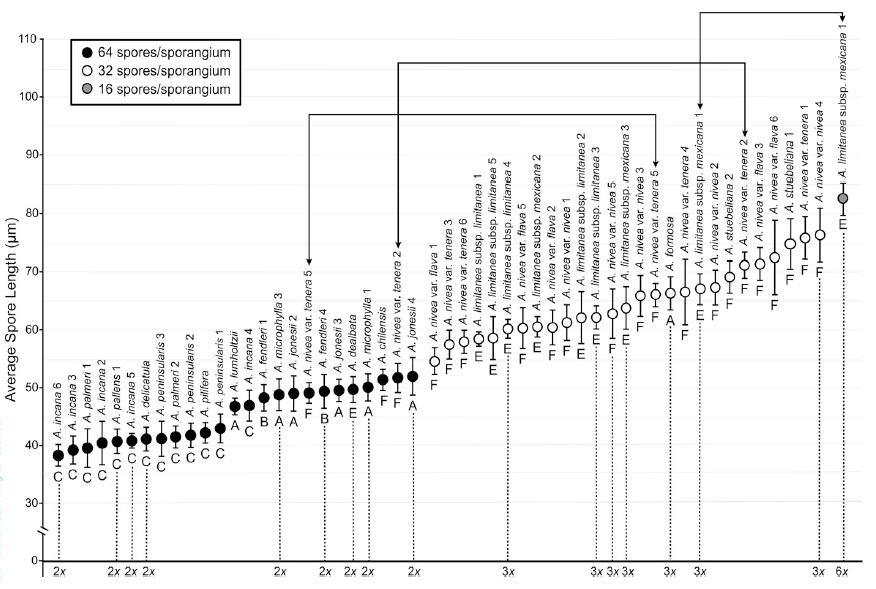 110
100
90
80
70
60
50
40
30
0
Average Spore Length (µm)
64 spores/sporangium
32 spores/sporangium
16 spores/sporangium
A. incana 6
A. incana 3
A. palmeri 1
A. incana 2
A. pallens 1
A. incana 5
A. delicatula
A. peninsularis 3
A. palmeri 2
A. peninsularis 2
A. pilifera
A. peninsularis 1
A. lumholtzii
A. incana 4
A. fendleri 1
A. microphylla 3
A. jonesii 2
A. nivea var. tenera 5
A. fendleri 4
A. jonesii 3
A. dealbata
A. microphylla 1
A. chilensis
A. nivea var. tenera 2
A. jonesii 4
A. nivea var. flava 1
A. nivea var. tenera 3
A. nivea var. tenera 6
A. limitanea subsp. limitanea 1
A. limitanea subsp. limitanea 5
A. limitanea subsp. limitanea 4
A. nivea var. flava 5
A. limitanea subsp. mexicana 2
A. nivea var. flava 2
A. nivea var. nivea 1
A. limitanea subsp. limitanea 2
A. limitanea subsp. limitanea 3
A. nivea var. nivea 5
A. limitanea subsp. mexicana 3
A. nivea var. nivea 3
A. nivea var. tenera 5
A. formosa
A. nivea var. tenera 4
A. limitanea subsp. mexicana 1
A. nivea var. nivea 2
A. stuebeliana 2
A. nivea var. tenera 2
A. nivea var. flava 3
A. nivea var. flava 6
A. stuebeliana 1
A. nivea var. tenera 1
A. nivea var. nivea 4
A. limitanea subsp. mexicana 1
C C C C C C C C C C C C A C B A A F B A E A F F A F F F E E E F E F F E E F E F F A F E F F F F F F F F E
2x 2x 2x 2x 2x 2x 2x 2x 2x 3x 3x 3x 3x 3x 3x 3x 6x